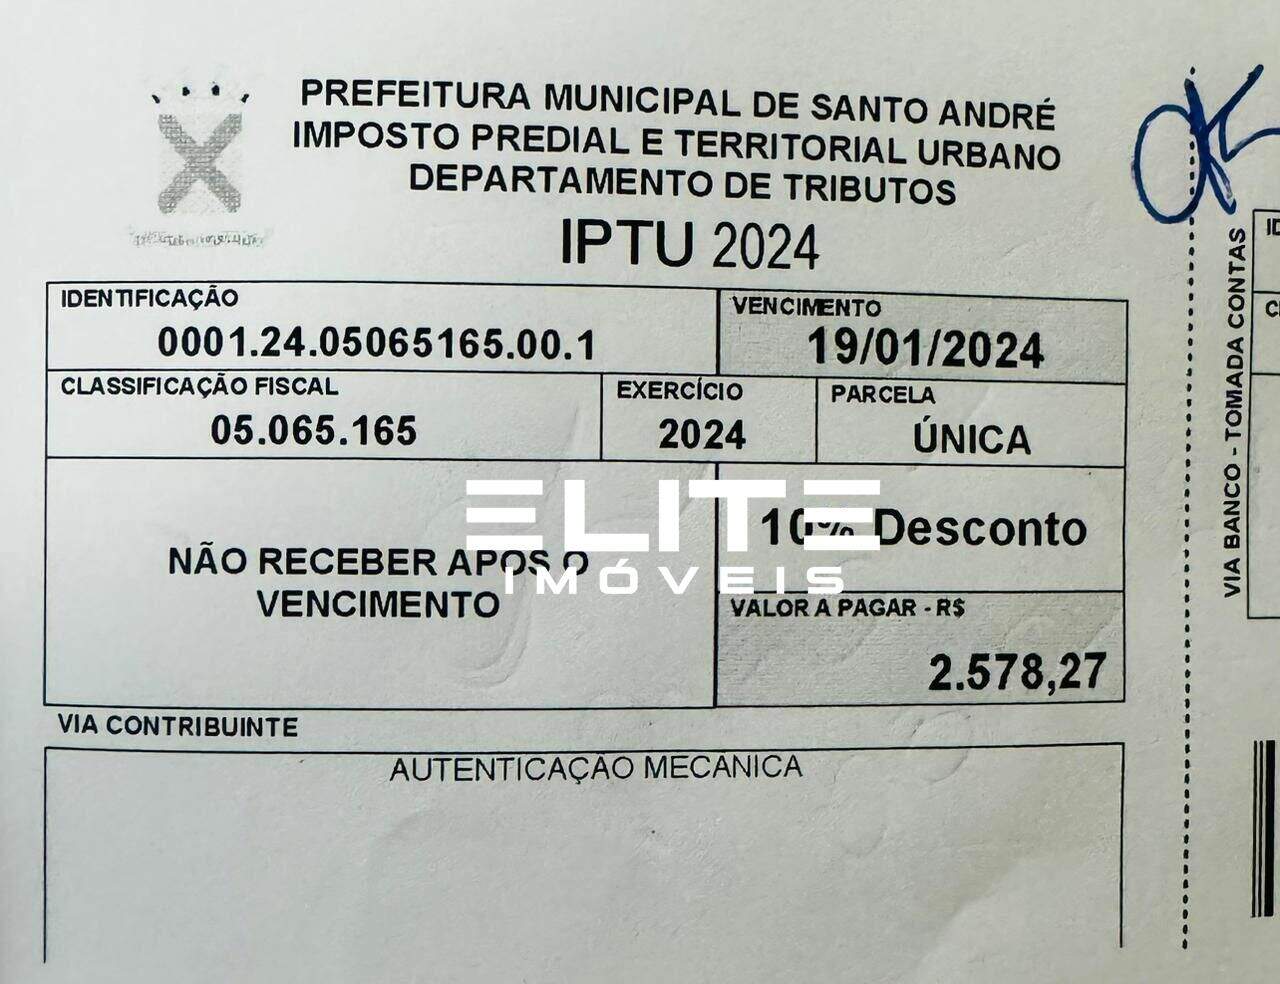 PREFEITURA MUNICIPAL DE SANTO ANDRÉ
IMPOSTO PREDIAL E TERRITORIAL URBANO
DEPARTAMENTO DE TRIBUTOS
IPTU 2024
IDENTIFICAÇÃO
0001.24.05065165.00.1
VENCIMENTO
19/01/2024
CLASSIFICAÇÃO FISCAL
05.065.165
EXERCÍCIO
2024
PARCELA
ÚNICA
NÃO RECEBER APOS O
VENCIMENTO
10% Desconto
VALOR A PAGAR - R$
2.578,27
ELITE
IMÓVEIS
VIA CONTRIBUINTE
AUTENTICAÇÃO MECÂNICA
VIA BANCO - TOMADA CONTAS